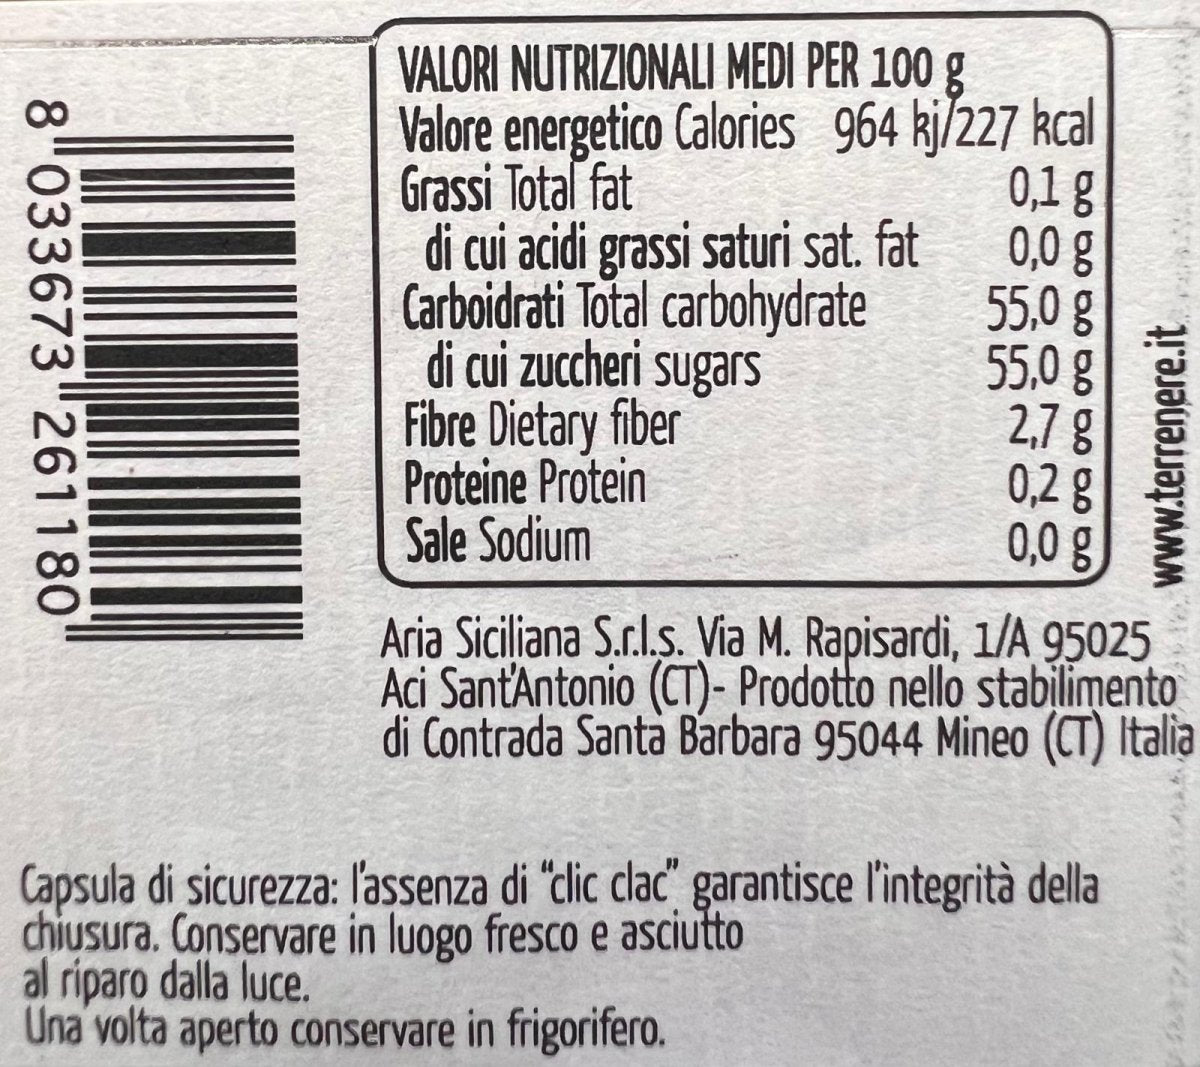 VALORI NUTRIZIONALI MEDI PER 100 g
Valore energetico Calories 964 kj/227 kcal
Grassi Total fat 0,1 g
di cui acidi grassi saturi sat. fat 0,0 g
Carboidrati Total carbohydrate 55,0 g
di cui zuccheri sugars 55,0 g
Fibre Dietary fiber 2,7 g
Proteine Protein 0,2 g
Sale Sodium 0,0 g
8 033673 261180
www.terrenere.it
Aria Siciliana S.r.l.s. Via M. Rapisardi, 1/A 95025
Aci Sant'Antonio (CT)- Prodotto nello stabilimento
di Contrada Santa Barbara 95044 Mineo (CT) Italia
Capsula di sicurezza: l'assenza di "clic clac" garantisce l'integrità della
chiusura. Conservare in luogo fresco e asciutto
al riparo dalla luce.
Una volta aperto conservare in frigorifero.